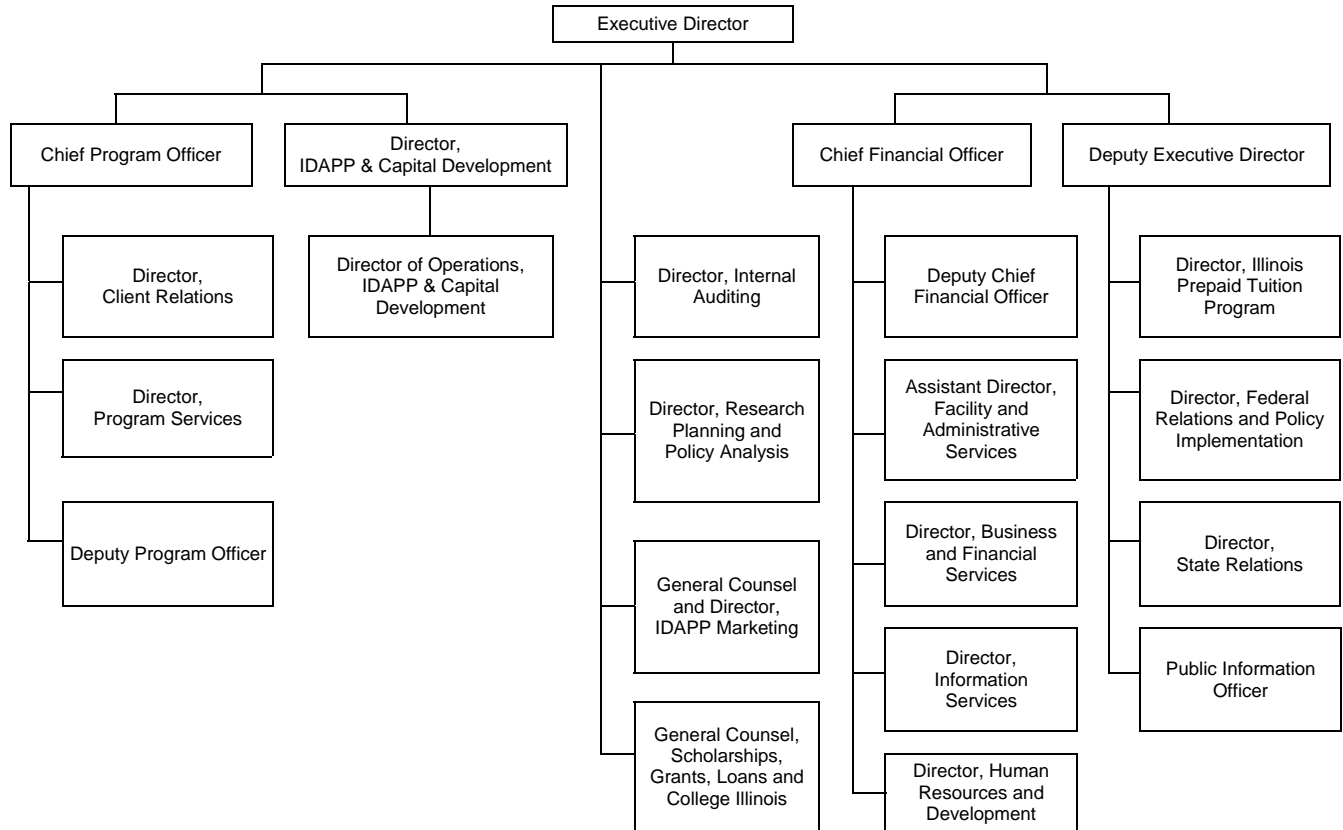 Executive Director
Chief Program Officer
Director,
IDAPP & Capital Development
Chief Financial Officer
Deputy Executive Director
Director,
Client Relations
Director of Operations,
IDAPP & Capital
Development
Director, Internal
Auditing
Deputy Chief
Financial Officer
Director, Illinois
Prepaid Tuition
Program
Director,
Program Services
Director, Research
Planning and
Policy Analysis
Assistant Director,
Facility and
Administrative
Services
Director, Federal
Relations and Policy
Implementation
Deputy Program Officer
General Counsel
and Director,
IDAPP Marketing
Director, Business
and Financial
Services
Director,
State Relations
General Counsel,
Scholarships,
Grants, Loans and
College Illinois
Director,
Information
Services
Public Information
Officer
Director, Human
Resources and
Development